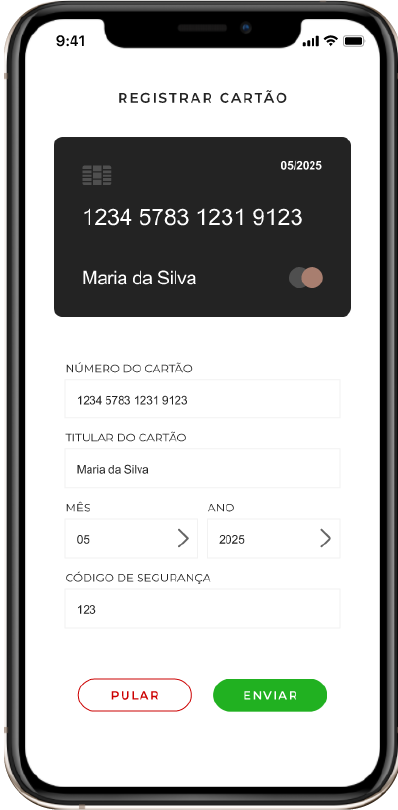 9:41
REGISTRAR CARTÃO
05/2025
1234 5783 1231 9123
Maria da Silva
NÚMERO DO CARTÃO
1234 5783 1231 9123
TITULAR DO CARTÃO
Maria da Silva
MÊS ANO
05 2025
CÓDIGO DE SEGURANÇA
123
PULAR ENVIAR